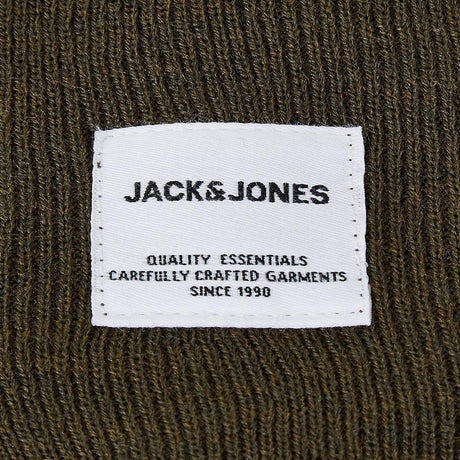 JACK&JONES
QUALITY ESSENTIALS
CAREFULLY CRAFTED GARMENTS
SINCE 1990